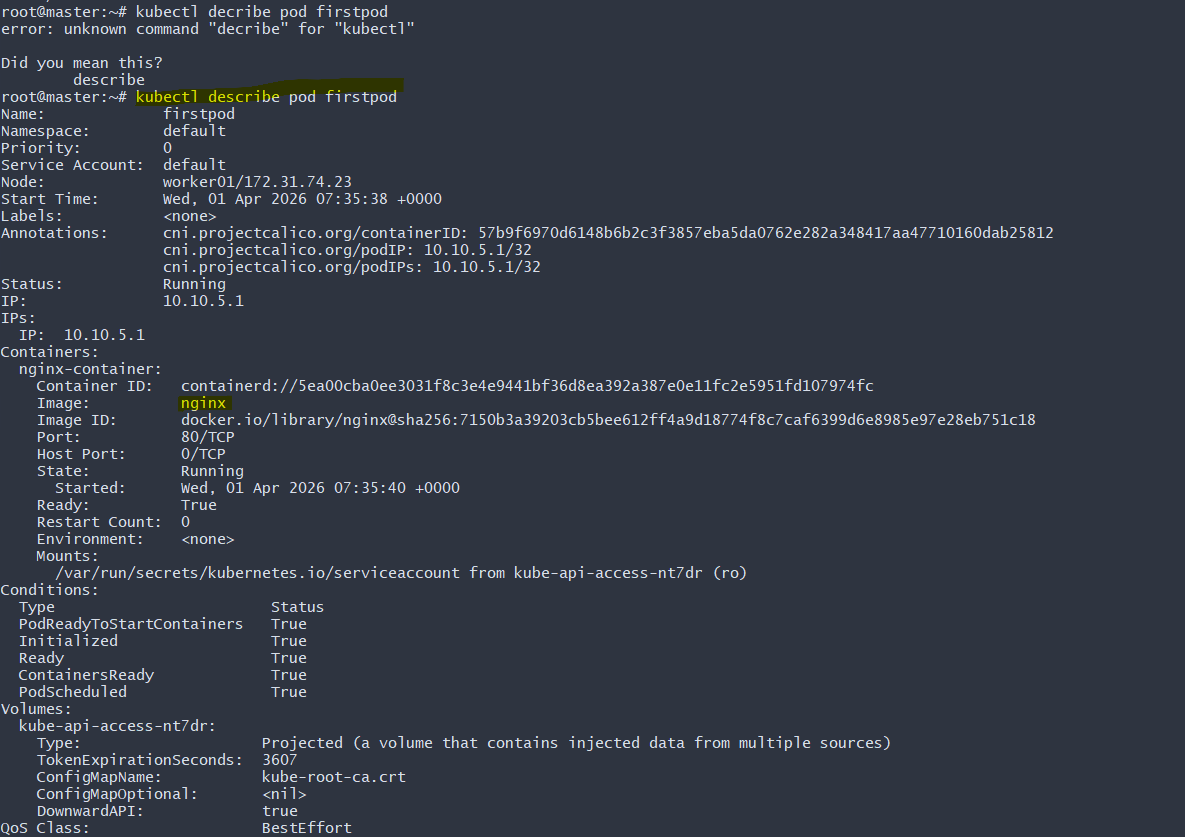 root@master:~# kubectl decribe pod firstpod
error: unknown command "decribe" for "kubectl"
Did you mean this?
        describe
root@master:~# kubectl describe pod firstpod
Name:             firstpod
Namespace:        default
Priority:         0
Service Account:  default
Node:             worker01/172.31.74.23
Start Time:       Wed, 01 Apr 2026 07:35:38 +0000
Labels:           <none>
Annotations:      cni.projectcalico.org/containerID: 57b9f6970d6148b6b2c3f3857eba5da0762e282a348417aa47710160dab25812
                  cni.projectcalico.org/podIP: 10.10.5.1/32
                  cni.projectcalico.org/podIPs: 10.10.5.1/32
Status:           Running
IP:               10.10.5.1
IPs:
  IP:  10.10.5.1
Containers:
  nginx-container:
    Container ID:   containerd://5ea00cba0ee3031f8c3e4e9441bf36d8ea392a387e0e11fc2e5951fd107974fc
    Image:          nginx
    Image ID:       docker.io/library/nginx@sha256:7150b3a39203cb5bee612ff4a9d18774f8c7caf6399d6e8985e97e28eb751c18
    Port:           80/TCP
    Host Port:      0/TCP
    State:          Running
      Started:      Wed, 01 Apr 2026 07:35:40 +0000
    Ready:          True
    Restart Count:  0
    Environment:    <none>
    Mounts:
      /var/run/secrets/kubernetes.io/serviceaccount from kube-api-access-nt7dr (ro)
Conditions:
  Type                        Status
  PodReadyToStartContainers   True
  Initialized                 True
  Ready                       True
  ContainersReady             True
  PodScheduled                True
Volumes:
  kube-api-access-nt7dr:
    Type:                    Projected (a volume that contains injected data from multiple sources)
    TokenExpirationSeconds:  3607
    ConfigMapName:           kube-root-ca.crt
    ConfigMapOptional:       <nil>
    DownwardAPI:             true
QoS Class:                   BestEffort